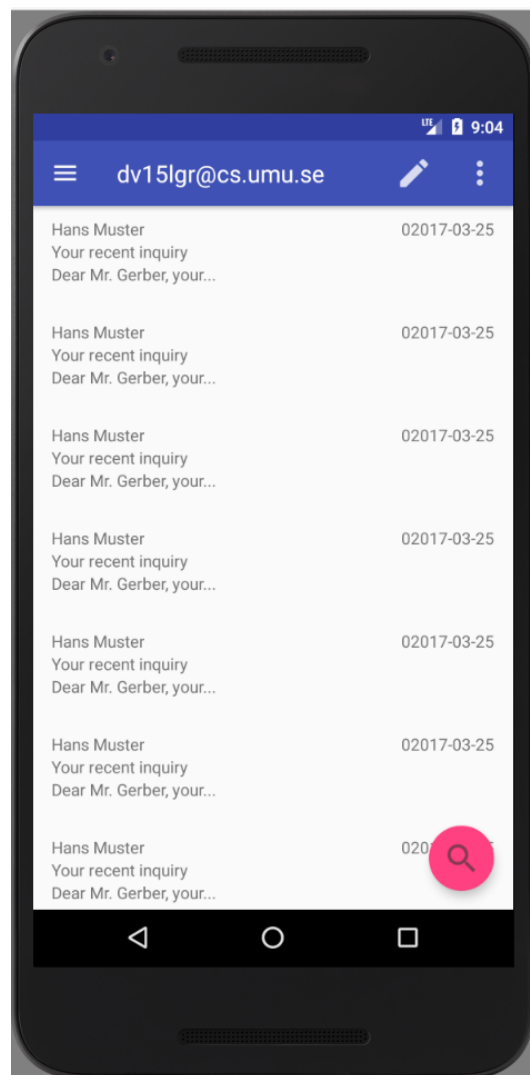 LTE 9:04
dv15lgr@cs.umu.se
Hans Muster 02017-03-25
Your recent inquiry
Dear Mr. Gerber, your...
Hans Muster 02017-03-25
Your recent inquiry
Dear Mr. Gerber, your...
Hans Muster 02017-03-25
Your recent inquiry
Dear Mr. Gerber, your...
Hans Muster 02017-03-25
Your recent inquiry
Dear Mr. Gerber, your...
Hans Muster 02017-03-25
Your recent inquiry
Dear Mr. Gerber, your...
Hans Muster 02017-03-25
Your recent inquiry
Dear Mr. Gerber, your...
Hans Muster
Your recent inquiry
Dear Mr. Gerber, your...